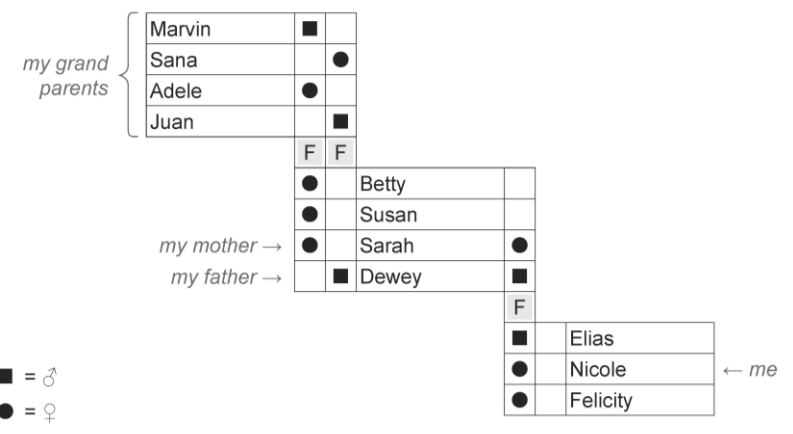 Marvin
my grand
parents
Sana
Adele
Juan
F F
Betty
Susan
my mother → Sarah
my father → Dewey
F
Elias
Nicole ← me
Felicity
= ♂
= ♀